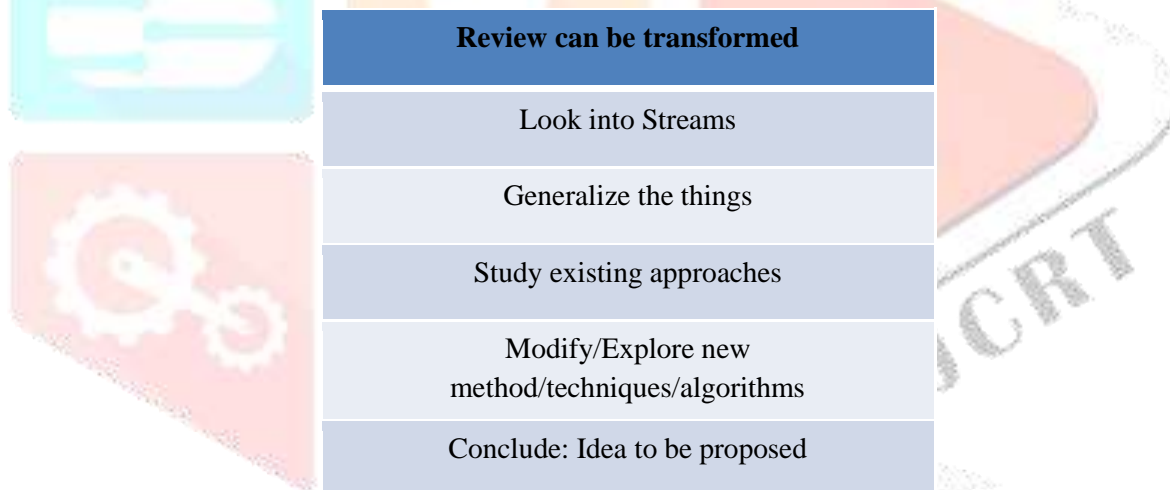 Review can be transformed
Look into Streams
Generalize the things
Study existing approaches
Modify/Explore new
method/techniques/algorithms
Conclude: Idea to be proposed